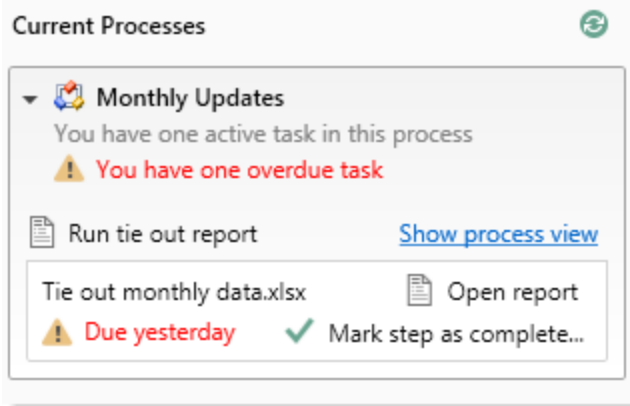 Current Processes
Monthly Updates
You have one active task in this process
You have one overdue task
Run tie out report Show process view
Tie out monthly data.xlsx Open report
Due yesterday Mark step as complete...